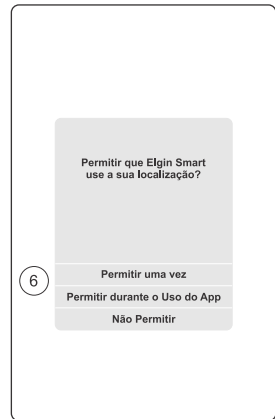 Permitir que Elgin Smart
use a sua localização?
6
Permitir uma vez
Permitir durante o Uso do App
Não Permitir